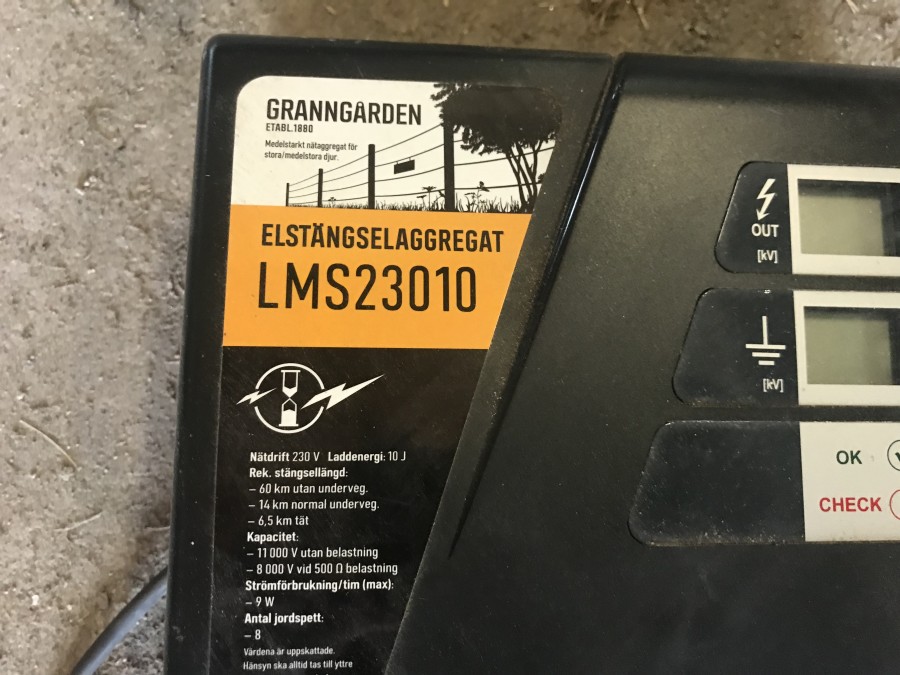 GRANNGÅRDEN
ETABL.1880
Medelstarkt nätaggregat för
stora/medelstora djur.
ELSTÄNGSELAGGREGAT
LMS23010
Nätdrift 230 V Laddenergi: 10 J
Rek. stängsellängd:
– 60 km utan underveg.
– 14 km normal underveg.
– 6,5 km tät
Kapacitet:
– 11 000 V utan belastning
– 8 000 V vid 500 Ω belastning
Strömförbrukning/tim (max):
– 9 W
Antal jordspett:
– 8
Värdena är uppskattade.
Hänsyn ska alltid tas till yttre
OUT
[kV]
[kV]
OK
CHECK